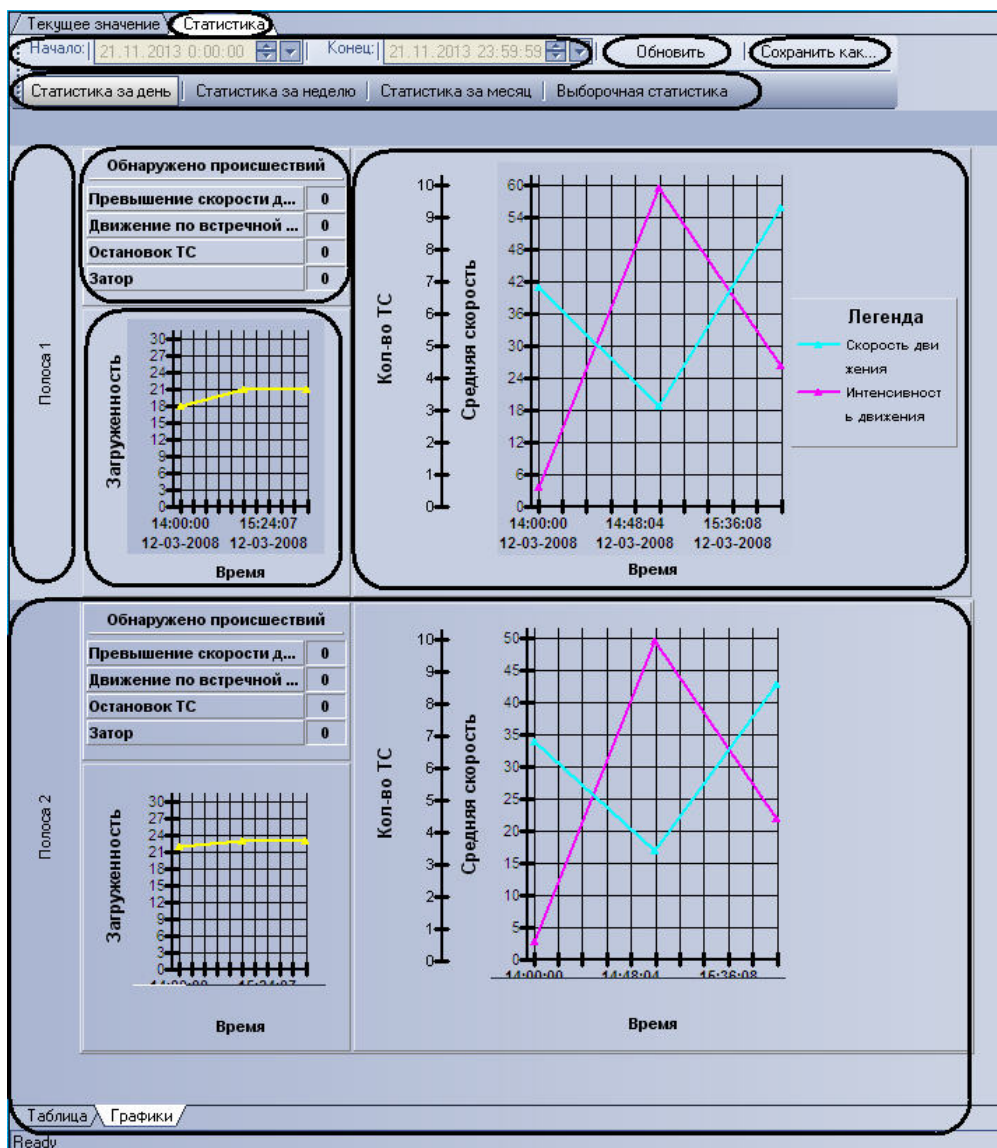 Текущее значение Статистика
Начало: 21.11.2013 0:00:00 Конец: 21.11.2013 23:59:59 Обновить Сохранить как...
Статистика за день Статистика за неделю Статистика за месяц Выборочная статистика
Полоса 1
Обнаружено происшествий
Превышение скорости д... 0
Движение по встречной ... 0
Остановок ТС 0
Затор 0
Загруженность
30
27
24
21
18
15
12
9
6
3
0
14:00:00 15:24:07
12-03-2008 12-03-2008
Время
Кол-во ТС
10
9
8
7
6
5
4
3
2
1
0
Средняя скорость
60
54
48
42
36
30
24
18
12
6
0
14:00:00 14:48:04 15:36:08
12-03-2008 12-03-2008 12-03-2008
Время
Легенда
Скорость дви
жения
Интенсивност
ь движения
Полоса 2
Обнаружено происшествий
Превышение скорости д... 0
Движение по встречной ... 0
Остановок ТС 0
Затор 0
Загруженность
30
27
24
21
18
15
12
9
6
3
0
14:00:00 15:24:07
Время
Кол-во ТС
10
9
8
7
6
5
4
3
2
1
0
Средняя скорость
50
45
40
35
30
25
20
15
10
5
0
14:00:00 14:48:04 15:36:08
Время
Таблица Графики
Ready